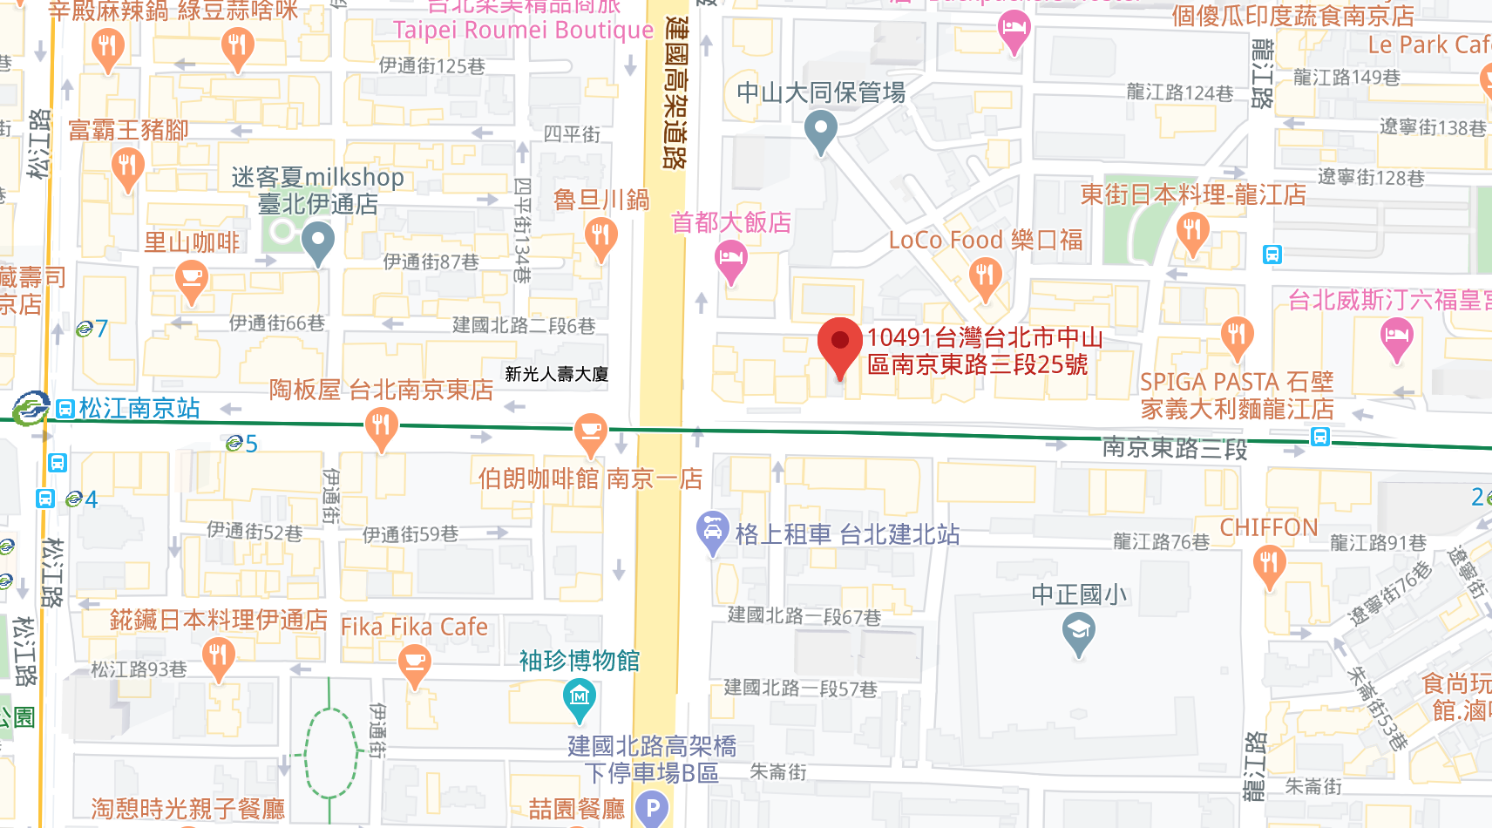 辛殿麻辣鍋 綠豆蒜啥咪
台北柔美精品商旅
Taipei Roumei Boutique
建國高架道路
個傻瓜印度蔬食南京店
Le Park Caf
伊通街125巷
中山大同保管場
龍江路
龍江路149巷
龍江路124巷
松江路
富霸王豬腳
四平街
遼寧街138巷
迷客夏milkshop
臺北伊通店
四平街134巷
遼寧街128巷
魯旦川鍋
東街日本料理-龍江店
首都大飯店
里山咖啡
LoCo Food 樂口福
藏壽司
京店
伊通街87巷
台北威斯汀六福皇宮
7
伊通街66巷
建國北路二段6巷
10491台灣台北市中山
區南京東路三段25號
新光人壽大廈
陶板屋 台北南京東店
SPIGA PASTA 石壁
家義大利麵龍江店
松江南京站
5
南京東路三段
伯朗咖啡館 南京一店
4
2
伊通街
伊通街52巷
伊通街59巷
格上租車 台北建北站
CHIFFON
龍江路76巷
龍江路91巷
松江路
遼寧街76巷
遼寧街
中正國小
松江路
建國北路一段67巷
鍣鑶日本料理伊通店
Fika Fika Cafe
袖珍博物館
松江路93巷
建國北路一段57巷
朱崙街53巷
食尚玩
館.滷味
公園
伊通街
建國北路高架橋
下停車場B區
朱崙街
龍江路
朱崙街
淘憩時光親子餐廳
喆園餐廳
P